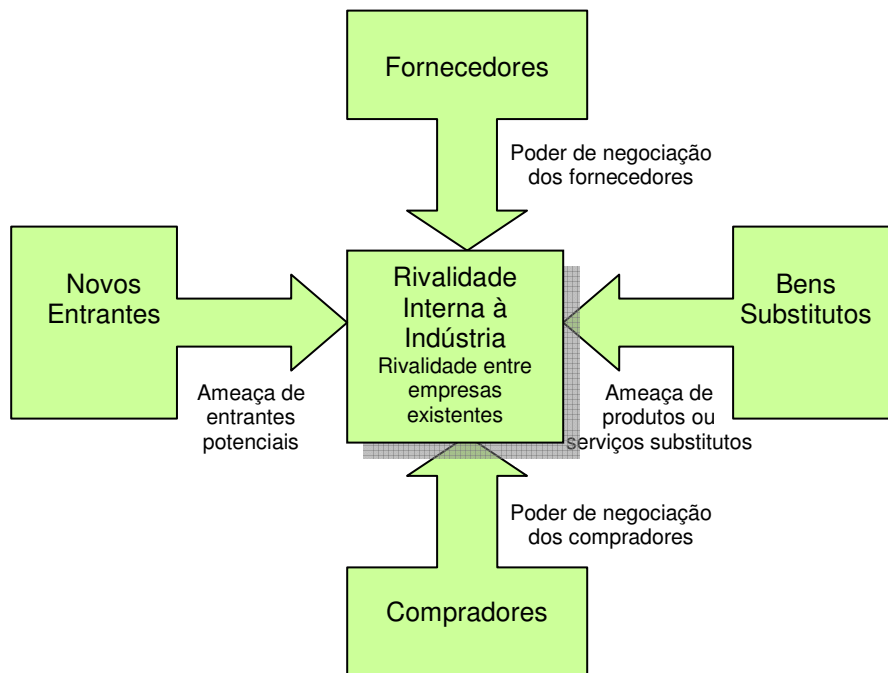 Fornecedores
Poder de negociação
dos fornecedores
Novos
Entrantes
Ameaça de
entrantes
potenciais
Rivalidade
Interna à
Indústria
Rivalidade entre
empresas
existentes
Bens
Substitutos
Ameaça de
produtos ou
serviços substitutos
Poder de negociação
dos compradores
Compradores